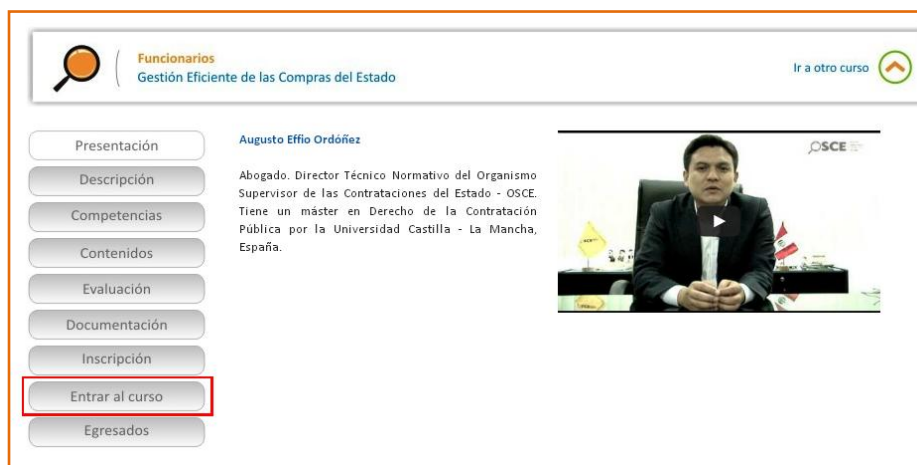 Funcionarios
Gestión Eficiente de las Compras del Estado
Ir a otro curso
Presentación
Descripción
Competencias
Contenidos
Evaluación
Documentación
Inscripción
Entrar al curso
Egresados
Augusto Effio Ordóñez
Abogado. Director Técnico Normativo del Organismo
Supervisor de las Contrataciones del Estado - OSCE.
Tiene un máster en Derecho de la Contratación
Pública por la Universidad Castilla - La Mancha,
España.
OSCE